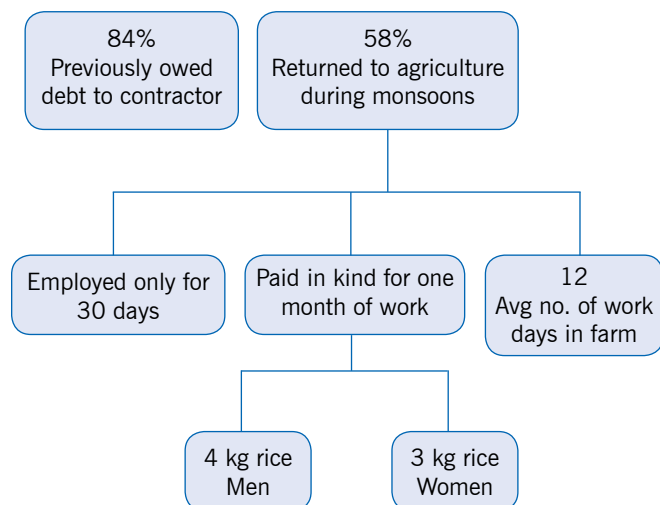 84%
Previously owed
debt to contractor
58%
Returned to agriculture
during monsoons
Employed only for
30 days
Paid in kind for one
month of work
12
Avg no. of work
days in farm
4 kg rice
Men
3 kg rice
Women